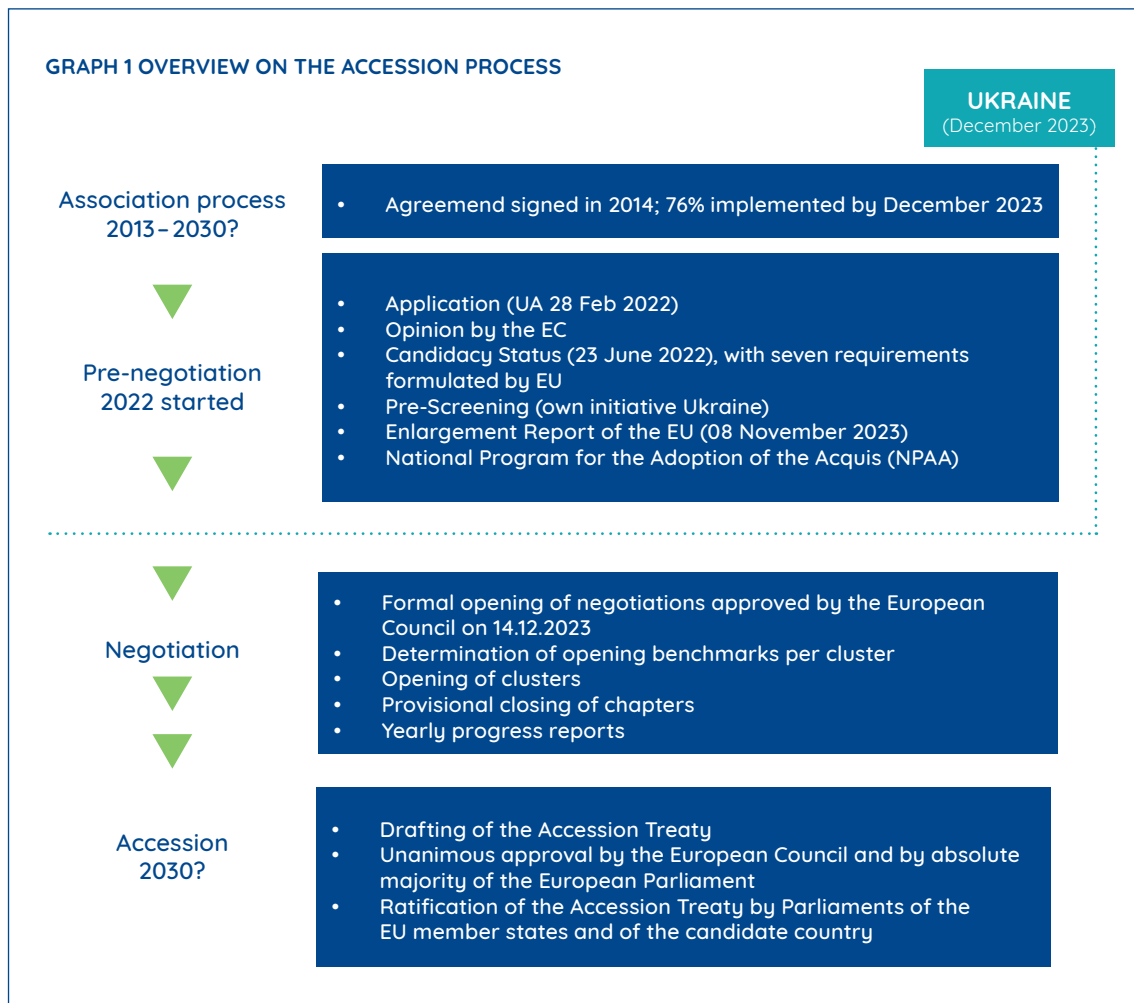 GRAPH 1 OVERVIEW ON THE ACCESSION PROCESS
UKRAINE
(December 2023)
Association process
2013–2030?
• Agreemend signed in 2014; 76% implemented by December 2023
Pre-negotiation
2022 started
• Application (UA 28 Feb 2022)
• Opinion by the EC
• Candidacy Status (23 June 2022), with seven requirements
formulated by EU
• Pre-Screening (own initiative Ukraine)
• Enlargement Report of the EU (08 November 2023)
• National Program for the Adoption of the Acquis (NPAA)
Negotiation
• Formal opening of negotiations approved by the European
Council on 14.12.2023
• Determination of opening benchmarks per cluster
• Opening of clusters
• Provisional closing of chapters
• Yearly progress reports
Accession
2030?
• Drafting of the Accession Treaty
• Unanimous approval by the European Council and by absolute
majority of the European Parliament
• Ratification of the Accession Treaty by Parliaments of the
EU member states and of the candidate country